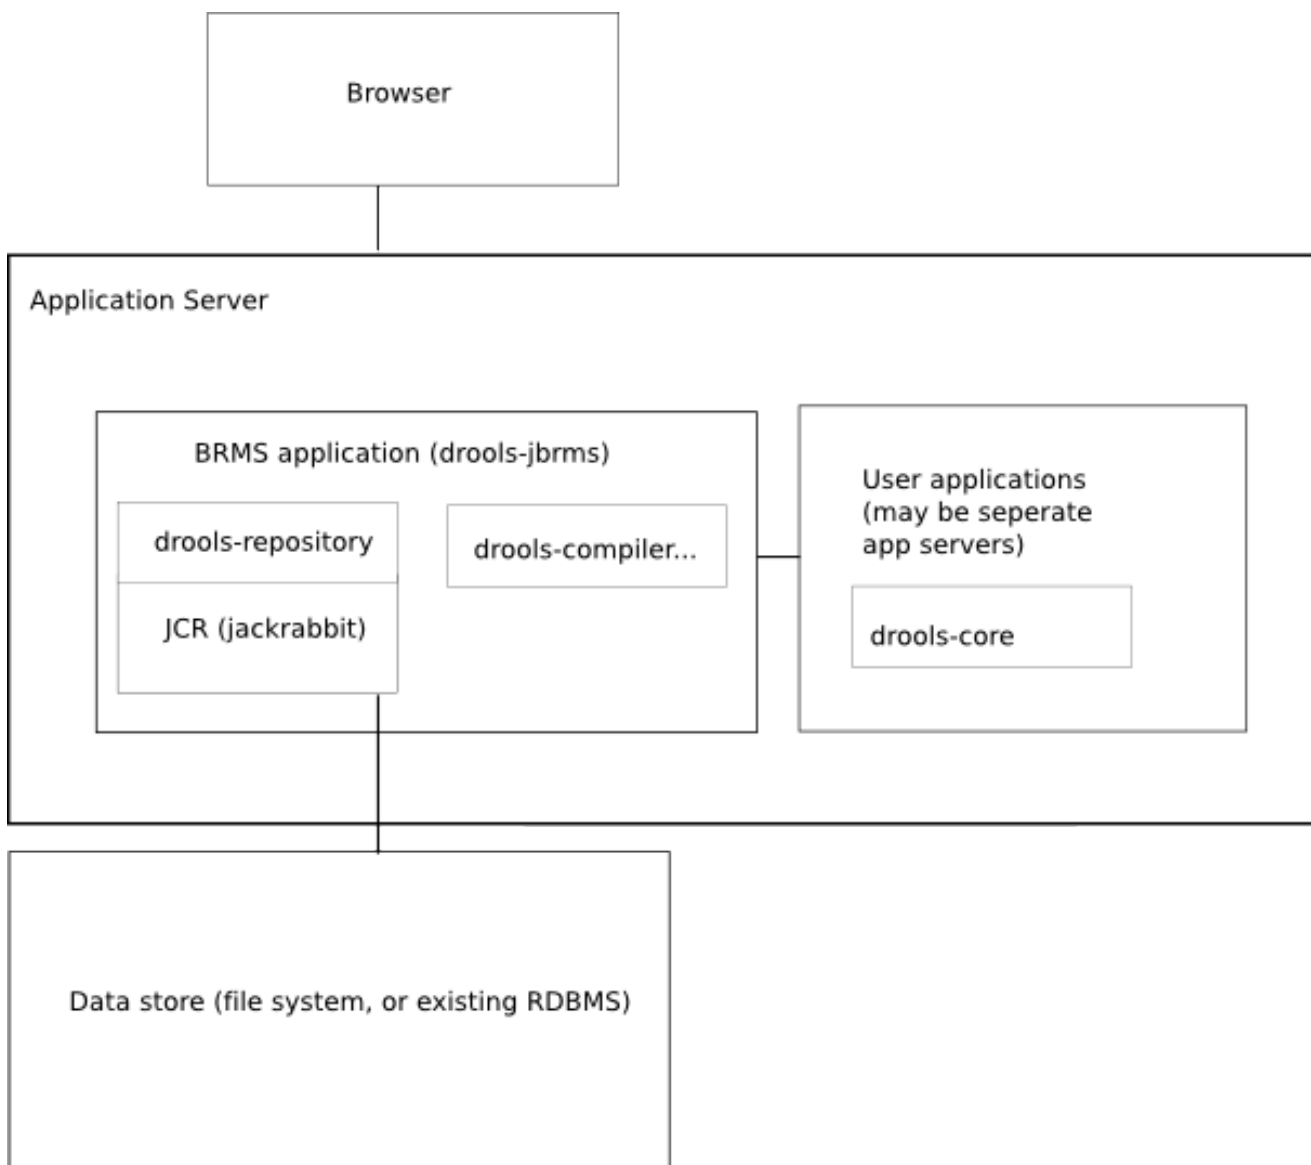 Browser
Application Server
BRMS application (drools-jbrms)
drools-repository
drools-compiler...
JCR (jackrabbit)
User applications
(may be seperate
app servers)
drools-core
Data store (file system, or existing RDBMS)